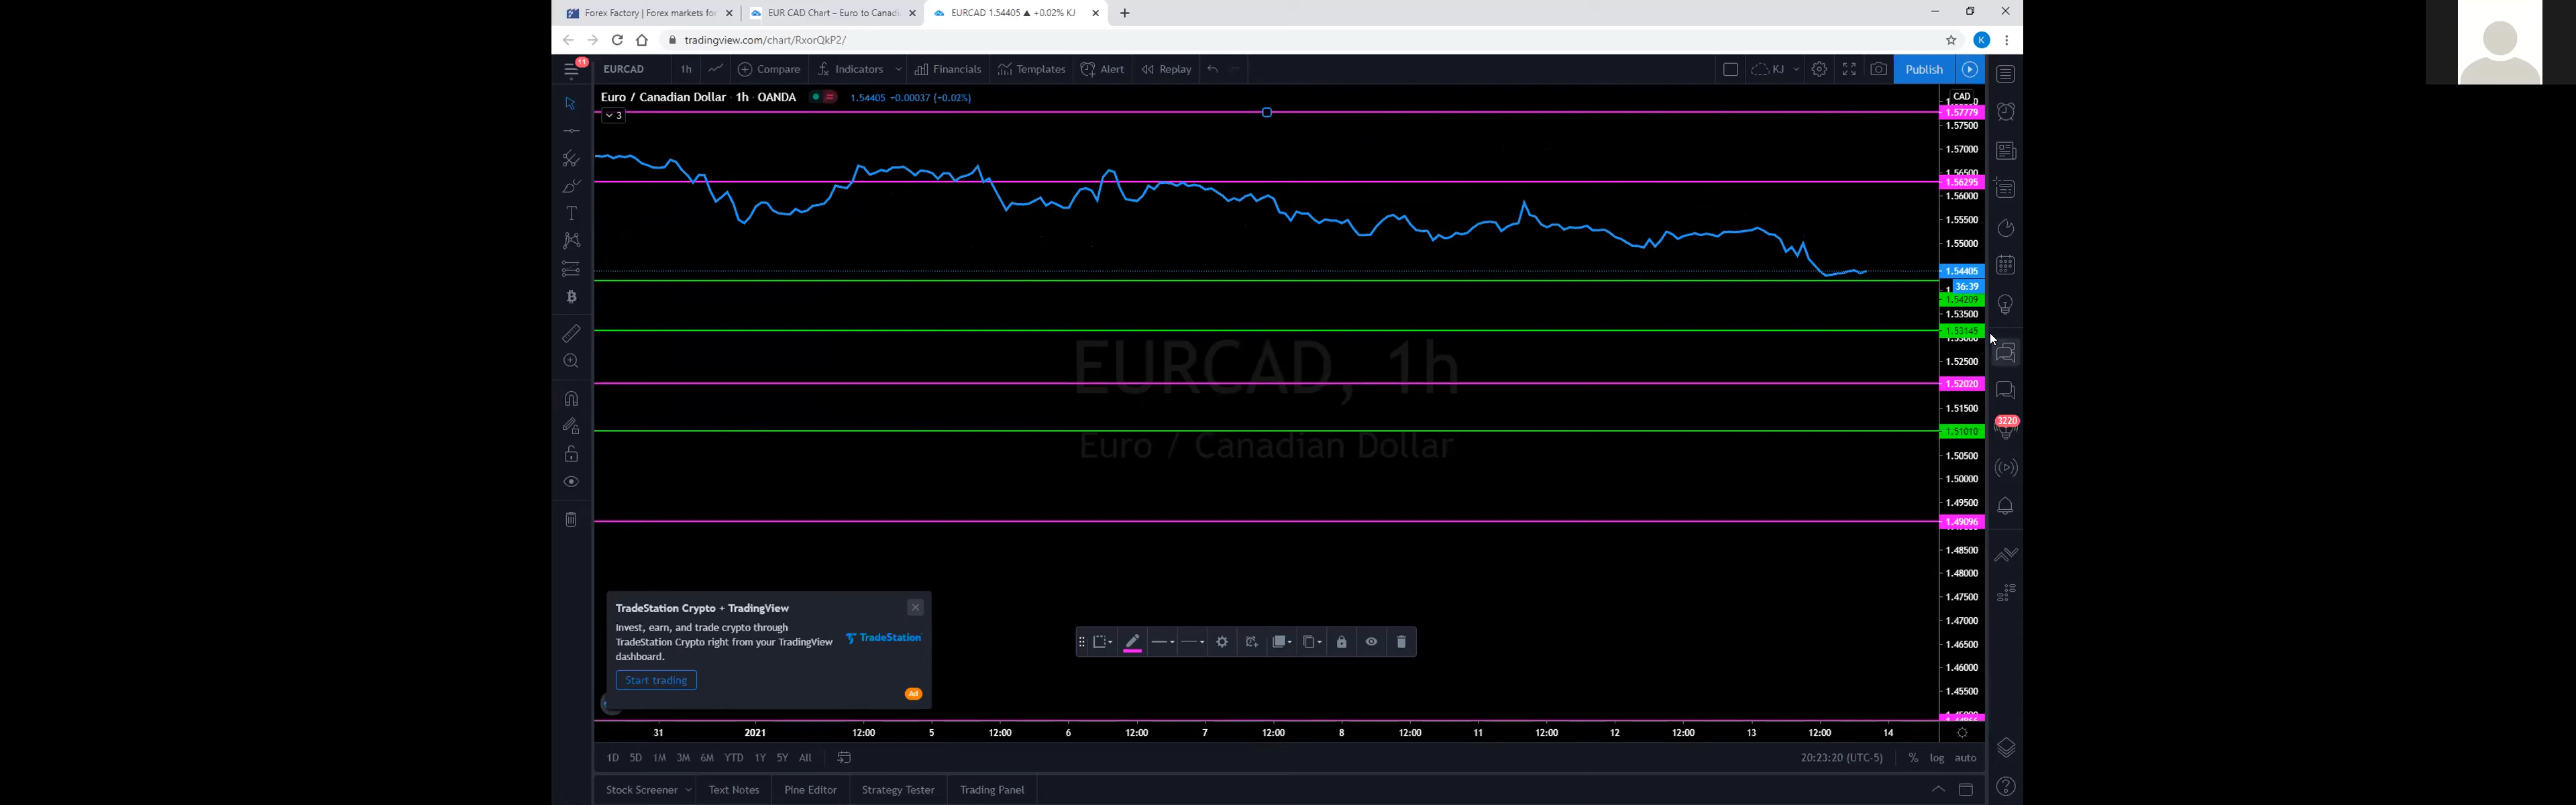 Forex Factory | Forex markets for
EUR CAD Chart – Euro to Canadi
EURCAD 1.54405 ▲ +0.02% KJ
tradingview.com/chart/RxorQkP2/
K
11
EURCAD 1h Compare Indicators Financials Templates Alert Replay KJ Publish
Euro / Canadian Dollar · 1h · OANDA 1.54405 +0.00037 (+0.02%)
3
CAD
1.57779
1.57500
1.57000
1.56500
1.56295
1.56000
1.55500
1.55000
1.54405
36:39
1.54209
1.53500
1.53145
1.52500
1.52020
1.51500
1.51010
1.50500
1.50000
1.49500
1.49096
1.48500
1.48000
1.47500
1.47000
1.46500
1.46000
1.45500
3220
EURCAD, 1h
Euro / Canadian Dollar
TradeStation Crypto + TradingView
Invest, earn, and trade crypto through
TradeStation Crypto right from your TradingView
dashboard.
TradeStation
Start trading
Ad
31 2021 12:00 5 12:00 6 12:00 7 12:00 8 12:00 11 12:00 12 12:00 13 12:00 14
1D 5D 1M 3M 6M YTD 1Y 5Y All 20:23:20 (UTC-5) % log auto
Stock Screener Text Notes Pine Editor Strategy Tester Trading Panel